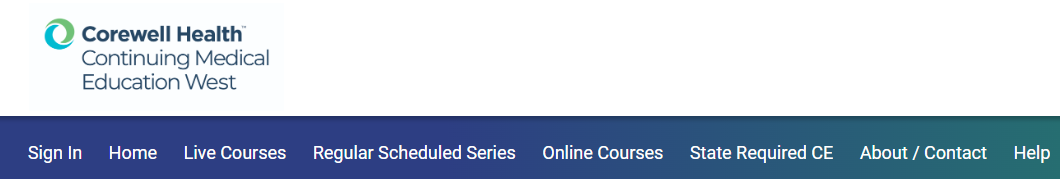 Corewell Health™
Continuing Medical
Education West
Sign In Home Live Courses Regular Scheduled Series Online Courses State Required CE About / Contact Help